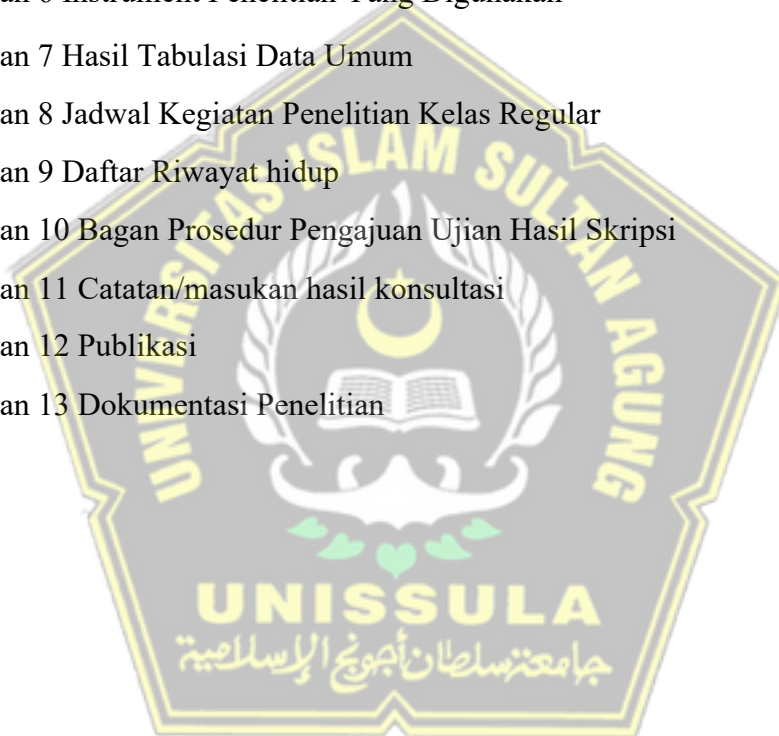 an 6 Instrument Penelitian Yang Digunakan
an 7 Hasil Tabulasi Data Umum
an 8 Jadwal Kegiatan Penelitian Kelas Regular
an 9 Daftar Riwayat hidup
an 10 Bagan Prosedur Pengajuan Ujian Hasil Skripsi
an 11 Catatan/masukan hasil konsultasi
an 12 Publikasi
an 13 Dokumentasi Penelitian
UNIVERSITAS ISLAM SULTAN AGUNG
UNISSULA
جامعتنسلطان أجونج الإسلامية